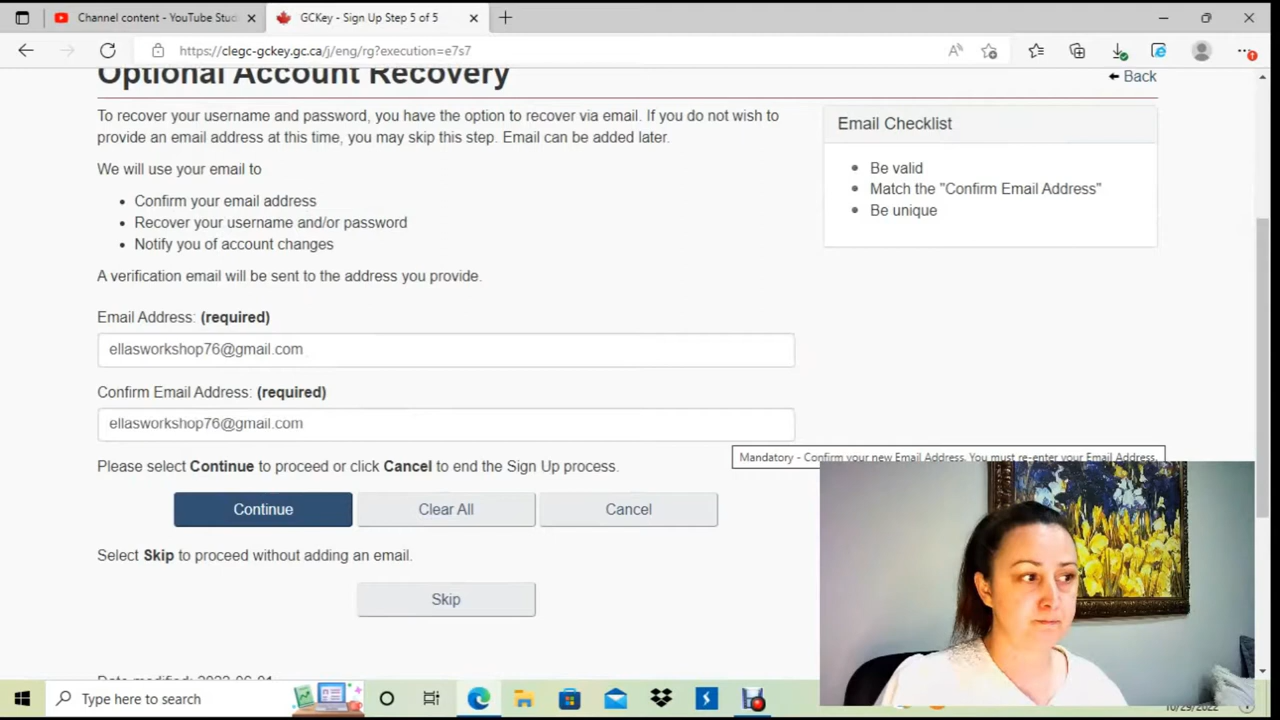 Channel content - YouTube Stud
GCKey - Sign Up Step 5 of 5
https://clegc-gckey.gc.ca/j/eng/rg?execution=e7s7
Optional Account Recovery
Back
To recover your username and password, you have the option to recover via email. If you do not wish to
provide an email address at this time, you may skip this step. Email can be added later.
We will use your email to
• Confirm your email address
• Recover your username and/or password
• Notify you of account changes
A verification email will be sent to the address you provide.
Email Checklist
• Be valid
• Match the "Confirm Email Address"
• Be unique
Email Address: (required)
ellasworkshop76@gmail.com
Confirm Email Address: (required)
ellasworkshop76@gmail.com
Mandatory - Confirm your new Email Address. You must re-enter your Email Address.
Please select Continue to proceed or click Cancel to end the Sign Up process.
Continue
Clear All
Cancel
Select Skip to proceed without adding an email.
Skip
Date modified: 2022-06-01
Type here to search
10/29/2022